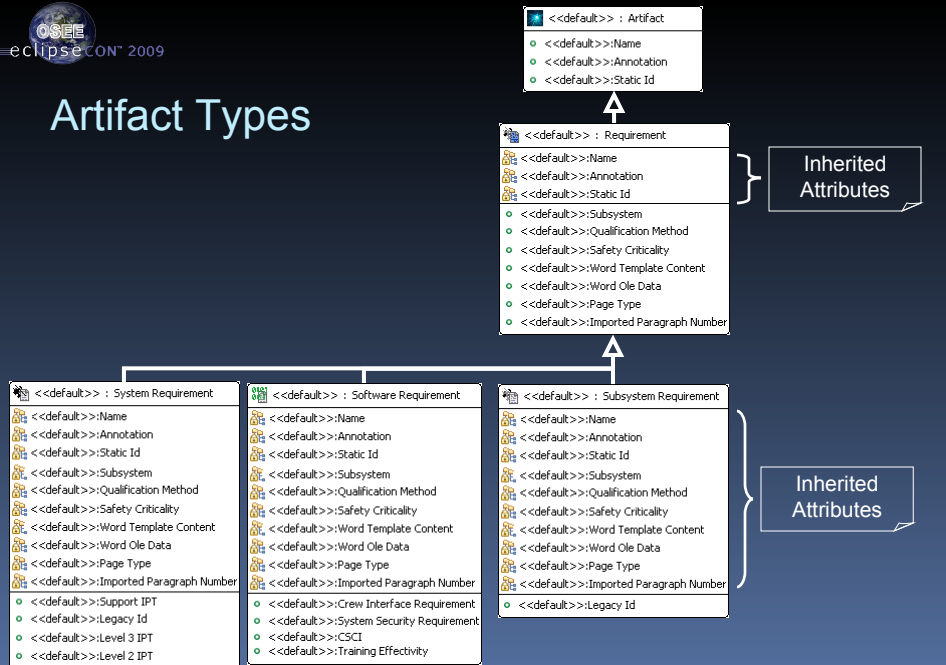 OSEE
eclipsecon™ 2009
Artifact Types
<<default>> : Artifact
<<default>>:Name
<<default>>:Annotation
<<default>>:Static Id
<<default>> : Requirement
<<default>>:Name
<<default>>:Annotation
<<default>>:Static Id
<<default>>:Subsystem
<<default>>:Qualification Method
<<default>>:Safety Criticality
<<default>>:Word Template Content
<<default>>:Word Ole Data
<<default>>:Page Type
<<default>>:Imported Paragraph Number
Inherited
Attributes
<<default>> : System Requirement
<<default>>:Name
<<default>>:Annotation
<<default>>:Static Id
<<default>>:Subsystem
<<default>>:Qualification Method
<<default>>:Safety Criticality
<<default>>:Word Template Content
<<default>>:Word Ole Data
<<default>>:Page Type
<<default>>:Imported Paragraph Number
<<default>>:Support IPT
<<default>>:Legacy Id
<<default>>:Level 3 IPT
<<default>>:Level 2 IPT
<<default>> : Software Requirement
<<default>>:Name
<<default>>:Annotation
<<default>>:Static Id
<<default>>:Subsystem
<<default>>:Qualification Method
<<default>>:Safety Criticality
<<default>>:Word Template Content
<<default>>:Word Ole Data
<<default>>:Page Type
<<default>>:Imported Paragraph Number
<<default>>:Crew Interface Requirement
<<default>>:System Security Requirement
<<default>>:CSCI
<<default>>:Training Effectivity
<<default>> : Subsystem Requirement
<<default>>:Name
<<default>>:Annotation
<<default>>:Static Id
<<default>>:Subsystem
<<default>>:Qualification Method
<<default>>:Safety Criticality
<<default>>:Word Template Content
<<default>>:Word Ole Data
<<default>>:Page Type
<<default>>:Imported Paragraph Number
<<default>>:Legacy Id
Inherited
Attributes